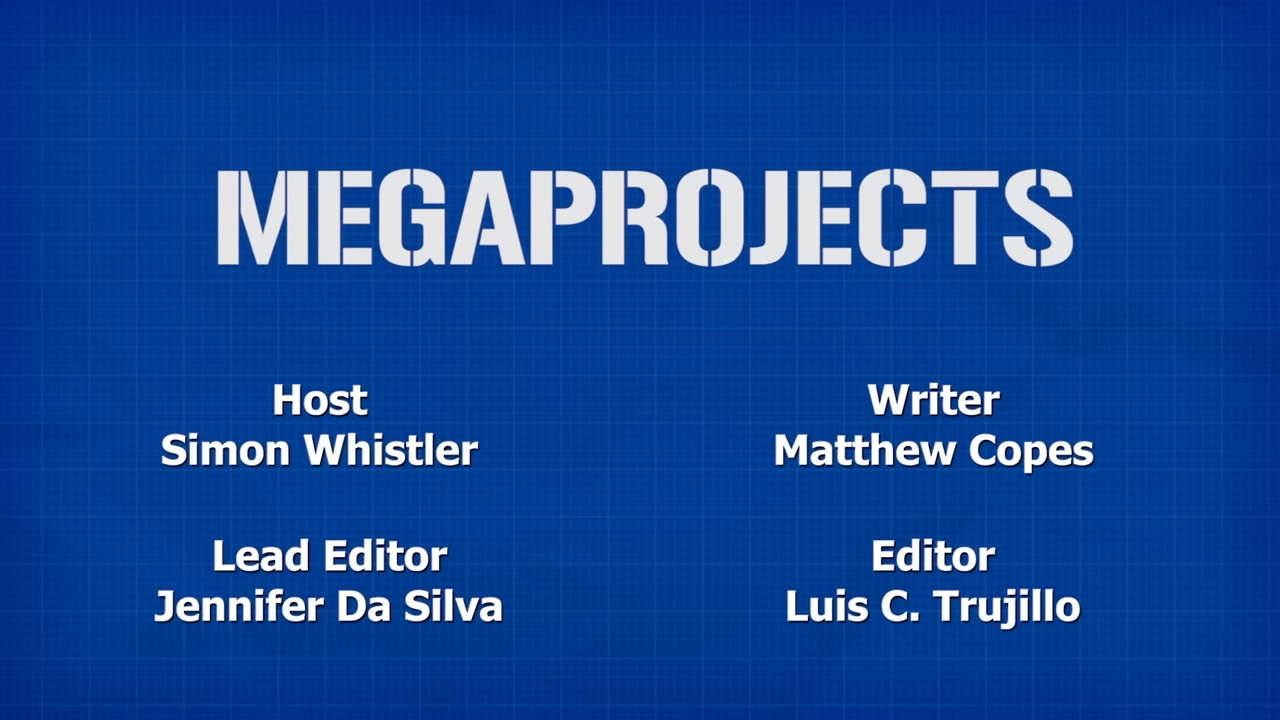 MEGAPROJECTS
Host
Simon Whistler
Writer
Matthew Copes
Lead Editor
Jennifer Da Silva
Editor
Luis C. Trujillo